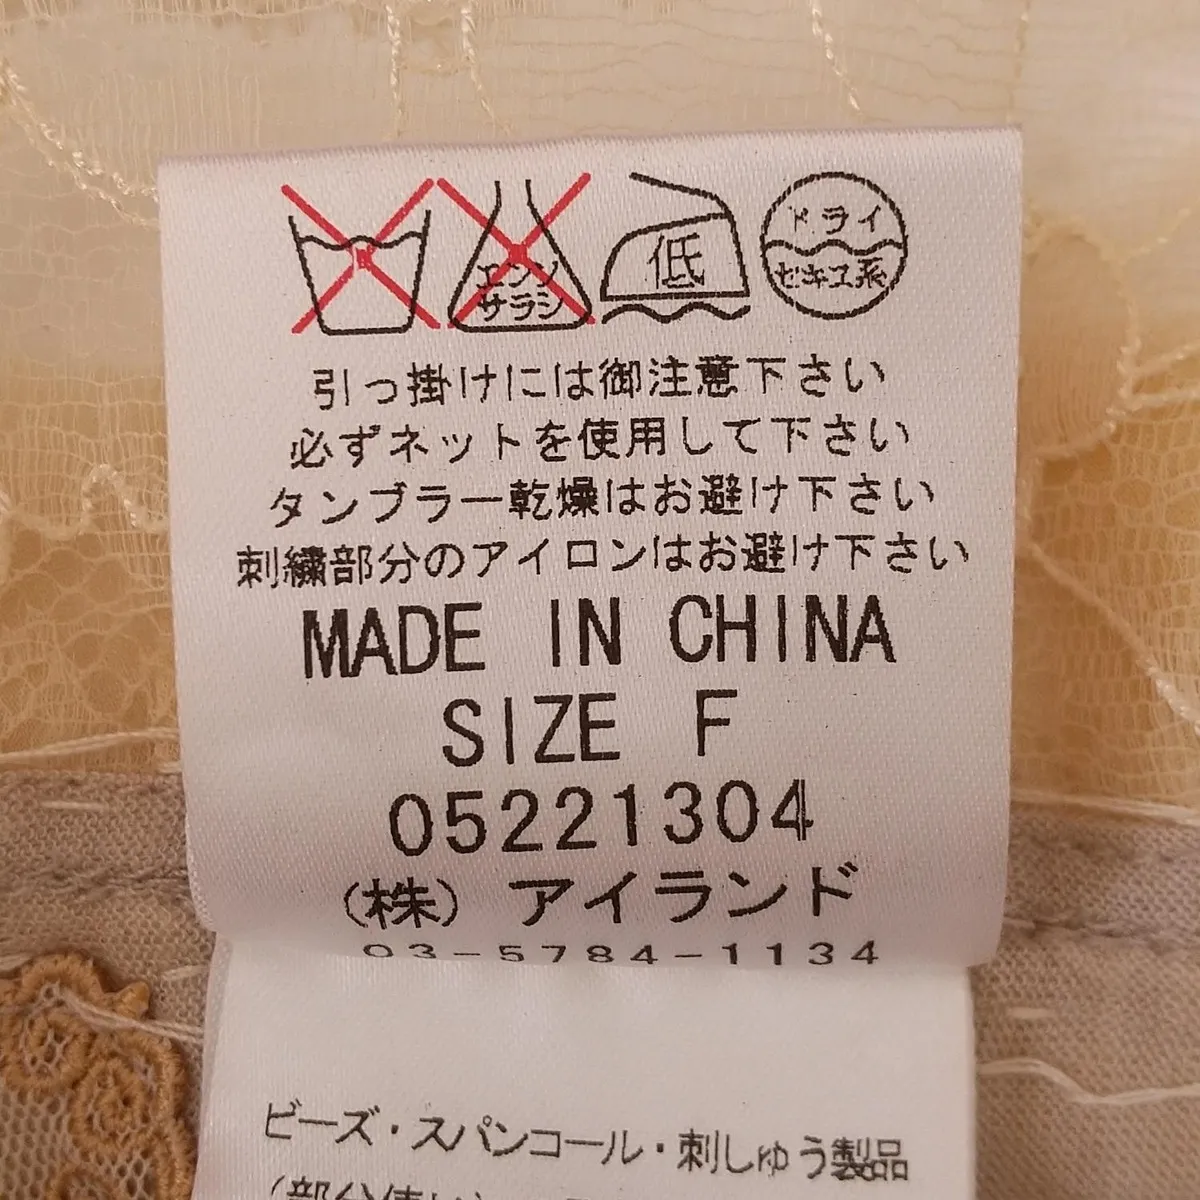 エンソ
サラシ
低
ドライ
セキユ系
引っ掛けには御注意下さい
必ずネットを使用して下さい
タンブラー乾燥はお避け下さい
刺繍部分のアイロンはお避け下さい
MADE IN CHINA
SIZE F
05221304
(株) アイランド
03-5784-1134
ビーズ・スパンコール・刺しゅう製品
(部分使い)